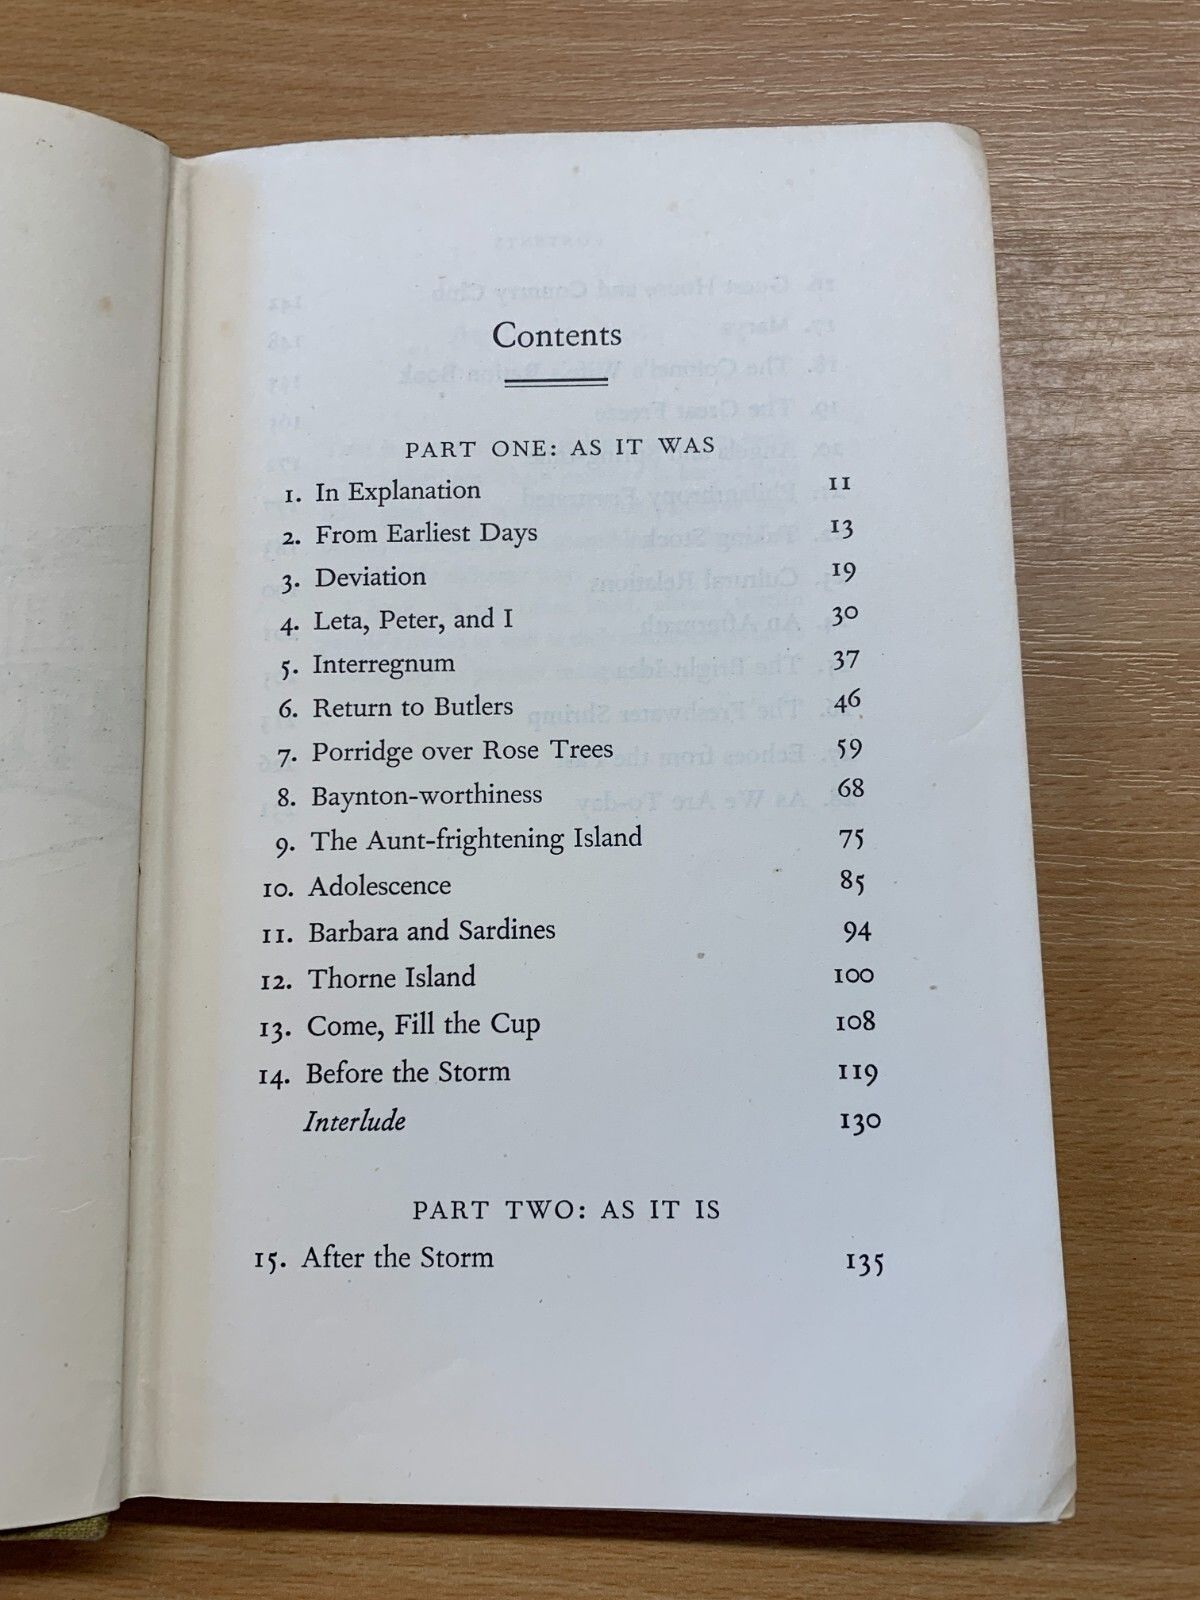 Contents
PART ONE: AS IT WAS
1. In Explanation 11
2. From Earliest Days 13
3. Deviation 19
4. Leta, Peter, and I 30
5. Interregnum 37
6. Return to Butlers 46
7. Porridge over Rose Trees 59
8. Baynton-worthiness 68
9. The Aunt-frightening Island 75
10. Adolescence 85
11. Barbara and Sardines 94
12. Thorne Island 100
13. Come, Fill the Cup 108
14. Before the Storm 119
Interlude 130
PART TWO: AS IT IS
15. After the Storm 135